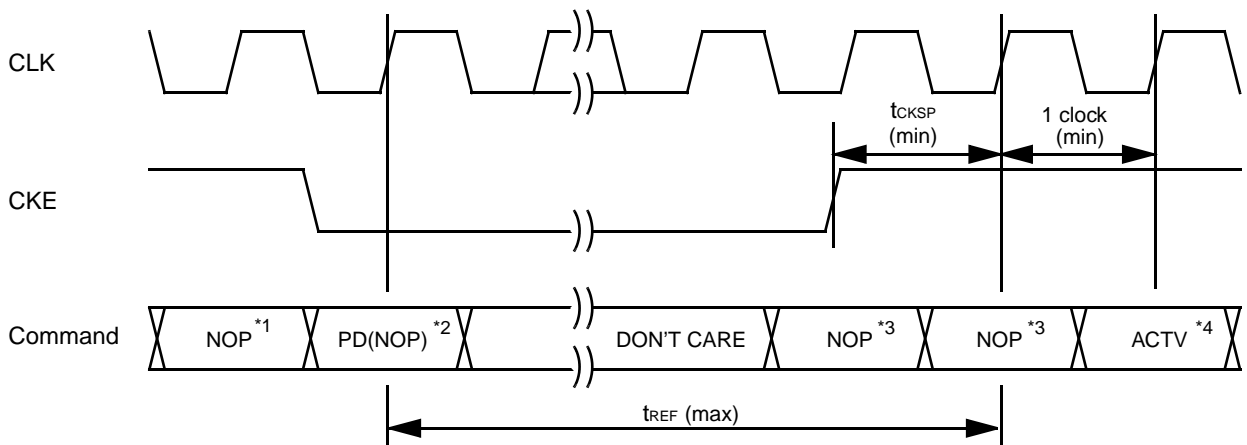 CLK
tCKSP
(min)
1 clock
(min)
CKE
Command
NOP *1
PD(NOP) *2
DON'T CARE
NOP *3
NOP *3
ACTV *4
tREF (max)